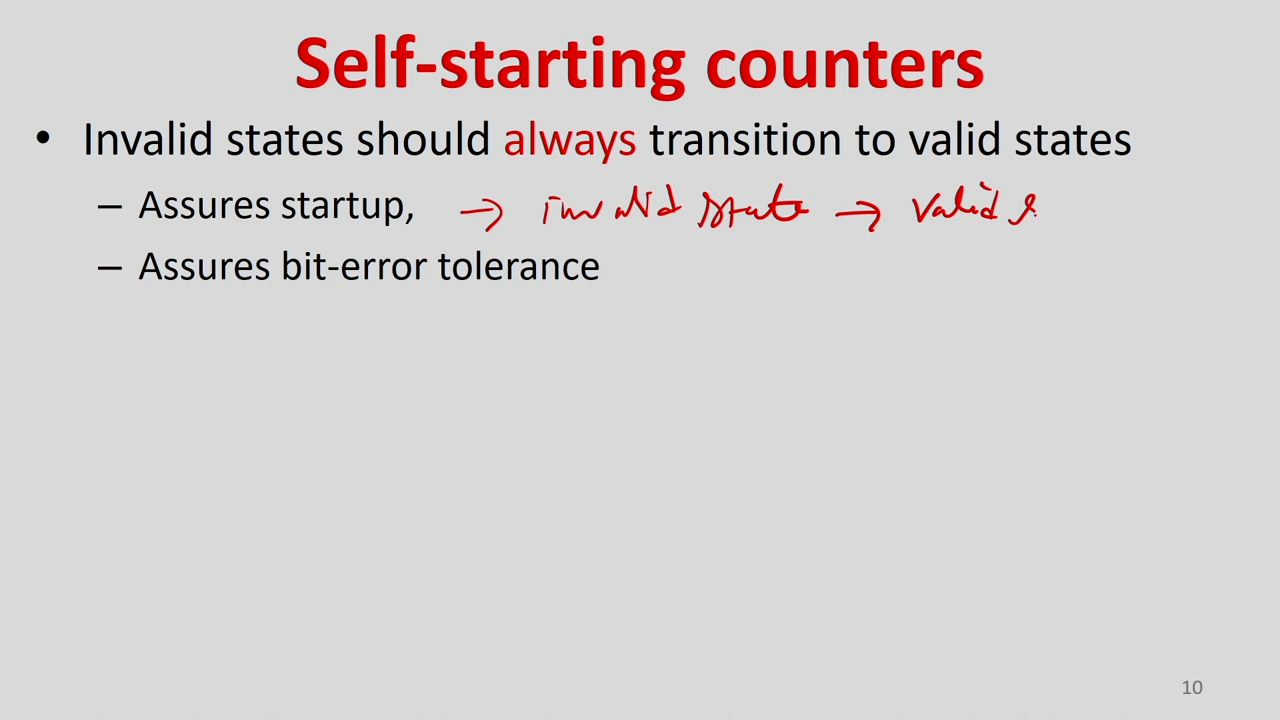 Self-starting counters
• Invalid states should always transition to valid states
– Assures startup, → invalid state → valid s
– Assures bit-error tolerance
10